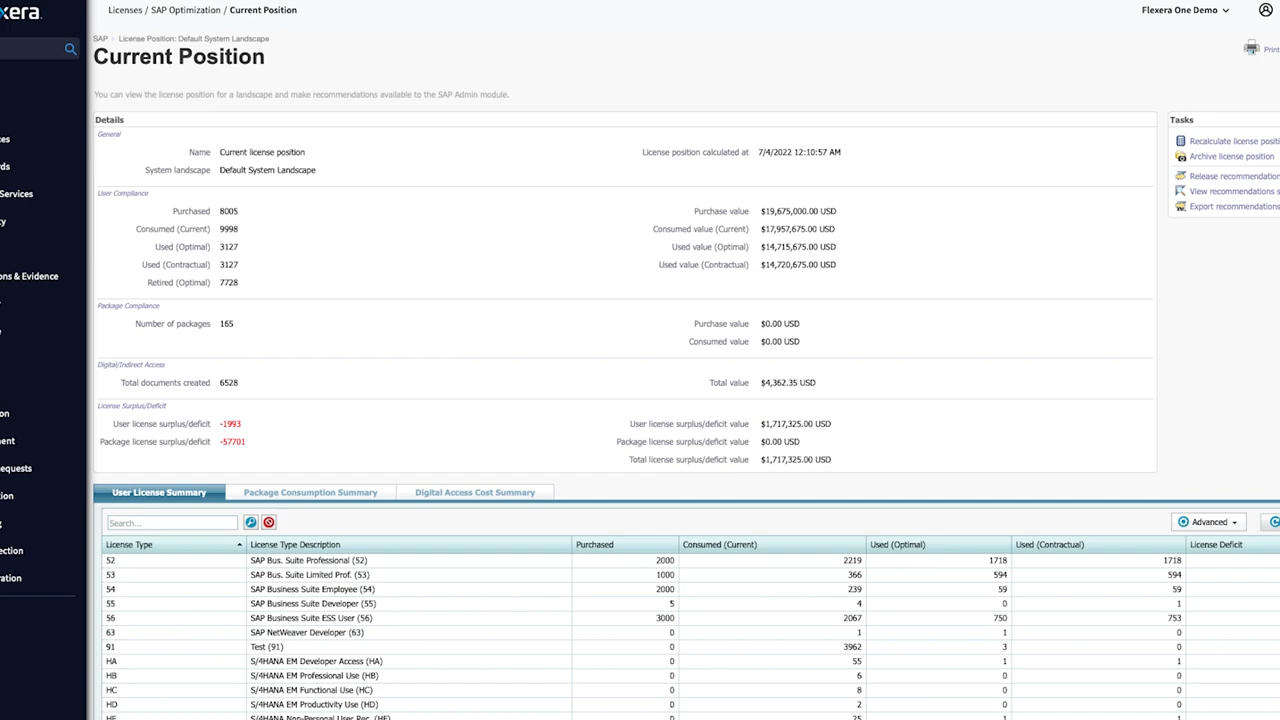 xera
Licenses / SAP Optimization / Current Position
Flexera One Demo
SAP > License Position: Default System Landscape
Current Position
Print
You can view the license position for a landscape and make recommendations available to the SAP Admin module.
Details
General
Name Current license position License position calculated at 7/4/2022 12:10:57 AM
System landscape Default System Landscape
User Compliance
Purchased 8005 Purchase value $19,675,000.00 USD
Consumed (Current) 9998 Consumed value (Current) $17,957,675.00 USD
Used (Optimal) 3127 Used value (Optimal) $14,715,675.00 USD
Used (Contractual) 3127 Used value (Contractual) $14,720,675.00 USD
Retired (Optimal) 7728
Package Compliance
Number of packages 165 Purchase value $0.00 USD
Consumed value $0.00 USD
Digital/Indirect Access
Total documents created 6528 Total value $4,362.35 USD
License Surplus/Deficit
User license surplus/deficit -1993 User license surplus/deficit value $1,717,325.00 USD
Package license surplus/deficit -57701 Package license surplus/deficit value $0.00 USD
Total license surplus/deficit value $1,717,325.00 USD
Tasks
Recalculate license positi
Archive license position
Release recommendation
View recommendations s
Export recommendations
ces
rds
Services
ty
ons & Evidence
on
ment
equests
ion
g
ection
ration
User License Summary Package Consumption Summary Digital Access Cost Summary
Search...
Advanced
License Type License Type Description Purchased Consumed (Current) Used (Optimal) Used (Contractual) License Deficit
52 SAP Bus. Suite Professional (52) 2000 2219 1718 1718
53 SAP Bus. Suite Limited Prof. (53) 1000 366 594 594
54 SAP Business Suite Employee (54) 2000 239 59 59
55 SAP Business Suite Developer (55) 5 4 0 1
56 SAP Business Suite ESS User (56) 3000 2067 750 753
63 SAP NetWeaver Developer (63) 0 1 1 0
91 Test (91) 0 3962 3 0
HA S/4HANA EM Developer Access (HA) 0 55 1 1
HB S/4HANA EM Professional Use (HB) 0 6 0 0
HC S/4HANA EM Functional Use (HC) 0 8 0 0
HD S/4HANA EM Productivity Use (HD) 0 2 0 0
HE S/4HANA Non-Personal User Rec. (HE) 0 25 1 1